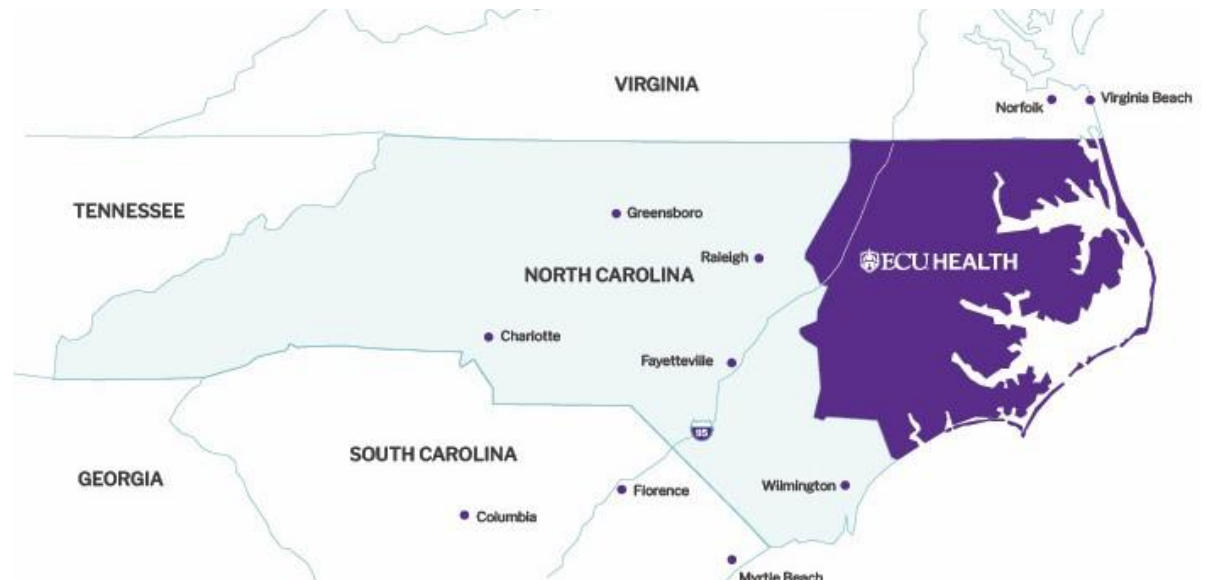 VIRGINIA
Norfolk
Virginia Beach
TENNESSEE
Greensboro
Raleigh
ECU HEALTH
NORTH CAROLINA
Charlotte
Fayetteville
95
SOUTH CAROLINA
GEORGIA
Wilmington
Florence
Columbia
Myrtle Beach